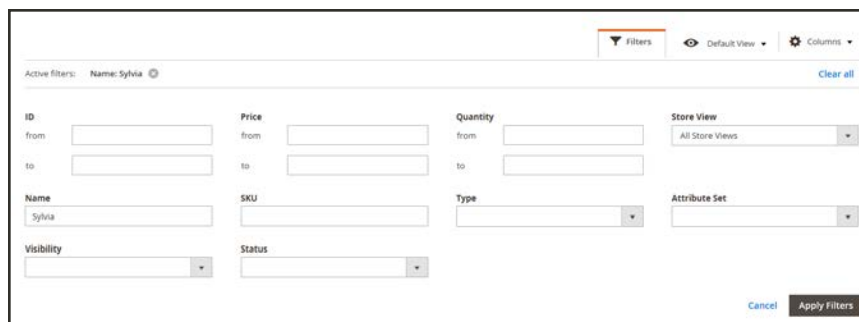 Filters Default View Columns
Active filters: Name: Sylvia Clear all
ID Price Quantity Store View
from from from All Store Views
to to to
Name SKU Type Attribute Set
Sylvia
Visibility Status
Cancel Apply Filters